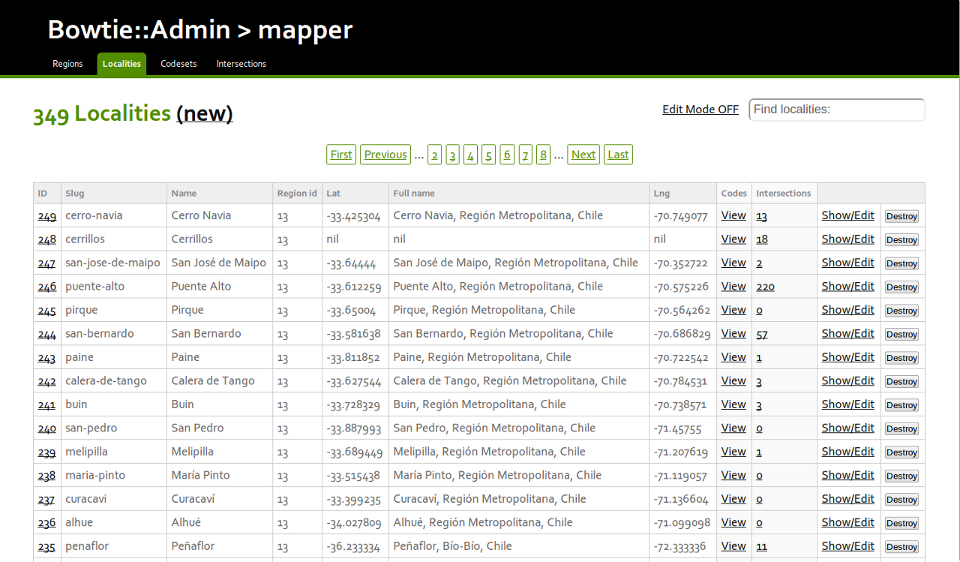 Bowtie::Admin > mapper
Regions Localities Codesets Intersections
349 Localities (new) Edit Mode OFF Find localities:
First Previous ... 2 3 4 5 6 7 8 ... Next Last
ID Slug Name Region id Lat Full name Lng Codes Intersections
249 cerro-navia Cerro Navia 13 -33.425304 Cerro Navia, Región Metropolitana, Chile -70.749077 View 13 Show/Edit Destroy
248 cerrillos Cerrillos 13 nil nil nil View 18 Show/Edit Destroy
247 san-jose-de-maipo San José de Maipo 13 -33.64444 San José de Maipo, Región Metropolitana, Chile -70.352722 View 2 Show/Edit Destroy
246 puente-alto Puente Alto 13 -33.612259 Puente Alto, Región Metropolitana, Chile -70.575226 View 220 Show/Edit Destroy
245 pirque Pirque 13 -33.65004 Pirque, Región Metropolitana, Chile -70.564262 View 0 Show/Edit Destroy
244 san-bernardo San Bernardo 13 -33.581638 San Bernardo, Región Metropolitana, Chile -70.686829 View 57 Show/Edit Destroy
243 paine Paine 13 -33.811852 Paine, Región Metropolitana, Chile -70.722542 View 1 Show/Edit Destroy
242 calera-de-tango Calera de Tango 13 -33.627544 Calera de Tango, Región Metropolitana, Chile -70.784531 View 3 Show/Edit Destroy
241 buin Buin 13 -33.728329 Buin, Región Metropolitana, Chile -70.738571 View 3 Show/Edit Destroy
240 san-pedro San Pedro 13 -33.887993 San Pedro, Región Metropolitana, Chile -71.45755 View 0 Show/Edit Destroy
239 melipilla Melipilla 13 -33.689449 Melipilla, Región Metropolitana, Chile -71.207619 View 1 Show/Edit Destroy
238 maria-pinto María Pinto 13 -33.515438 María Pinto, Región Metropolitana, Chile -71.119057 View 0 Show/Edit Destroy
237 curacavi Curacaví 13 -33.399235 Curacaví, Región Metropolitana, Chile -71.136604 View 0 Show/Edit Destroy
236 alhue Alhué 13 -34.027809 Alhué, Región Metropolitana, Chile -71.099098 View 0 Show/Edit Destroy
235 penaflor Peñaflor 13 -36.233334 Peñaflor, Bío-Bío, Chile -72.333336 View 11 Show/Edit Destroy